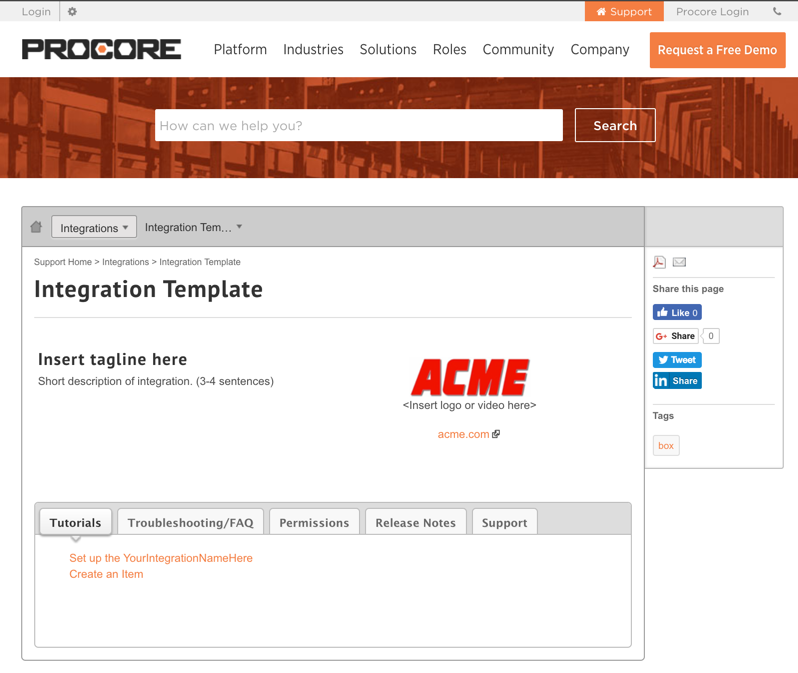 Login
Support
Procore Login
PROCORE
Platform Industries Solutions Roles Community Company Request a Free Demo
How can we help you? Search
Integrations Integration Tem...
Support Home > Integrations > Integration Template
Integration Template
Insert tagline here
Short description of integration. (3-4 sentences)
ACME
<Insert logo or video here>
acme.com
Tutorials Troubleshooting/FAQ Permissions Release Notes Support
Set up the YourIntegrationNameHere
Create an Item
Share this page
Like 0
G+ Share 0
Tweet
in Share
Tags
box